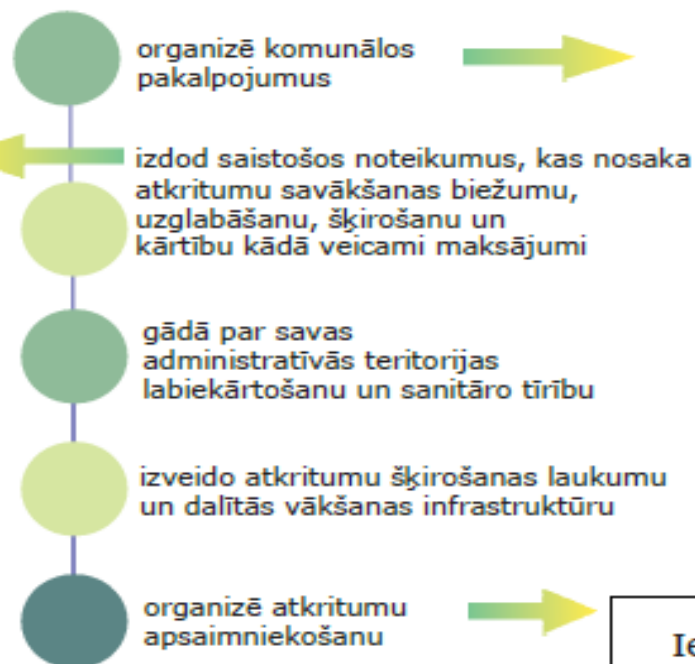 organizē komunālos
pakalpojumus
izdod saistošos noteikumus, kas nosaka
atkritumu savākšanas biežumu,
uzglabāšanu, šķirošanu un
kārtību kādā veicami maksājumi
gādā par savas
administratīvās teritorijas
labiekārtošanu un sanitāro tīrību
izveido atkritumu šķirošanas laukumu
un dalītās vākšanas infrastruktūru
organizē atkritumu
apsaimniekošanu